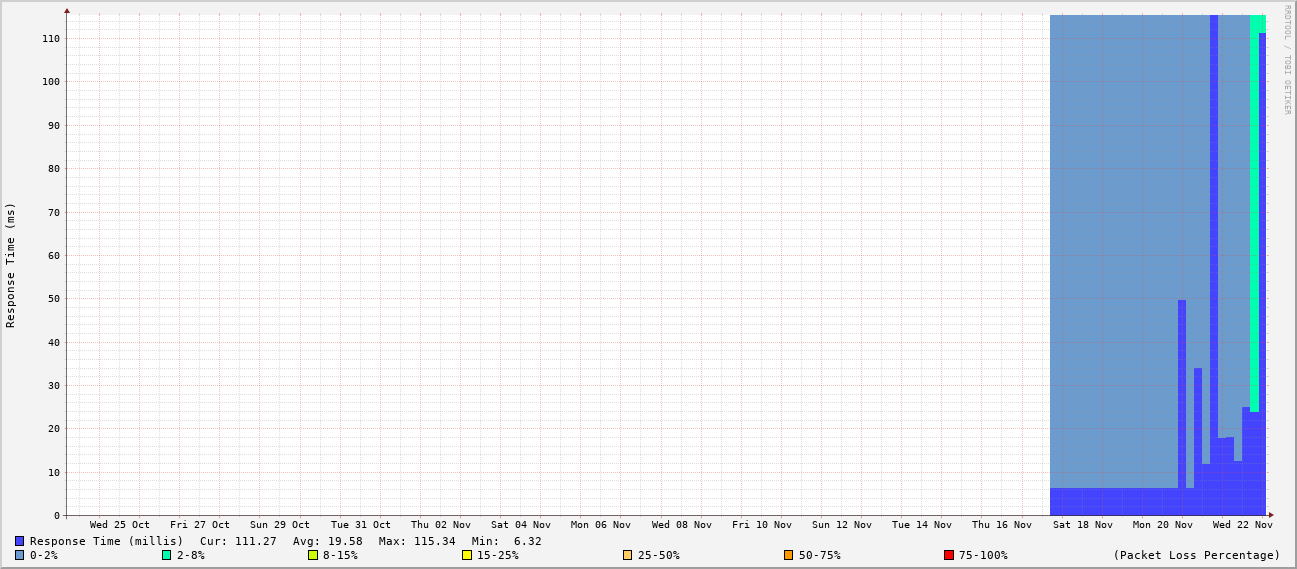 RRDTOOL / TOBI OETIKER
Response Time (ms)
110
100
90
80
70
60
50
40
30
20
10
0
Wed 25 Oct Fri 27 Oct Sun 29 Oct Tue 31 Oct Thu 02 Nov Sat 04 Nov Mon 06 Nov Wed 08 Nov Fri 10 Nov Sun 12 Nov Tue 14 Nov Thu 16 Nov Sat 18 Nov Mon 20 Nov Wed 22 Nov
Response Time (millis) Cur: 111.27 Avg: 19.58 Max: 115.34 Min: 6.32
0-2% 2-8% 8-15% 15-25% 25-50% 50-75% 75-100% (Packet Loss Percentage)